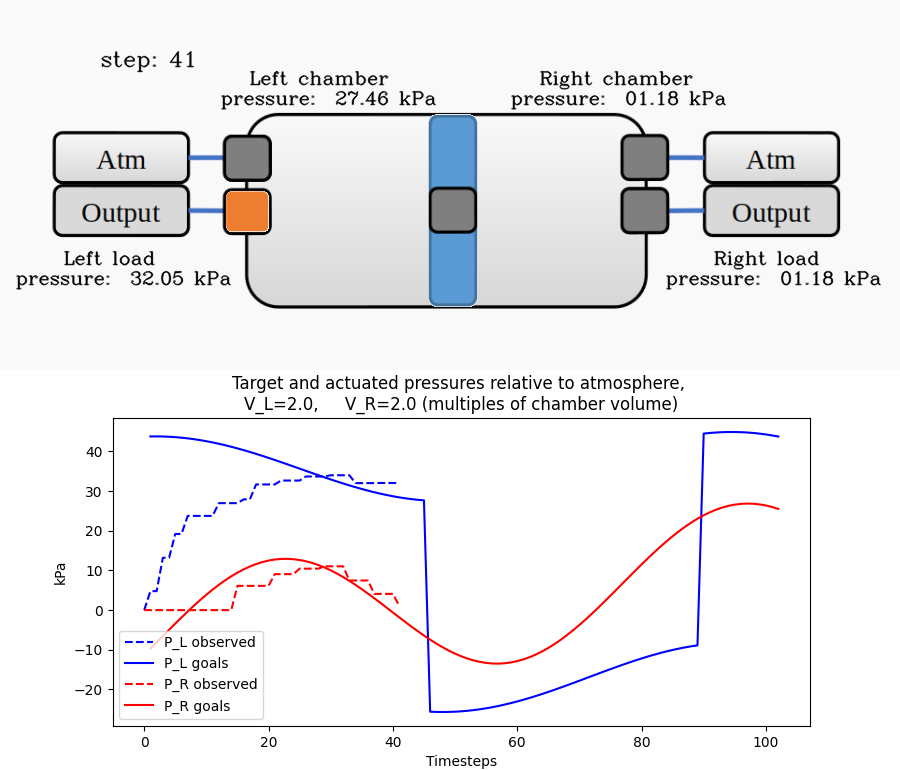 step: 41
Left chamber
pressure: 27.46 kPa
Right chamber
pressure: 01.18 kPa
Atm
Atm
Output
Output
Left load
pressure: 32.05 kPa
Right load
pressure: 01.18 kPa
Target and actuated pressures relative to atmosphere,
V_L=2.0, V_R=2.0 (multiples of chamber volume)
40
30
20
10
0
−10
−20
kPa
P_L observed
P_L goals
P_R observed
P_R goals
0 20 40 60 80 100
Timesteps